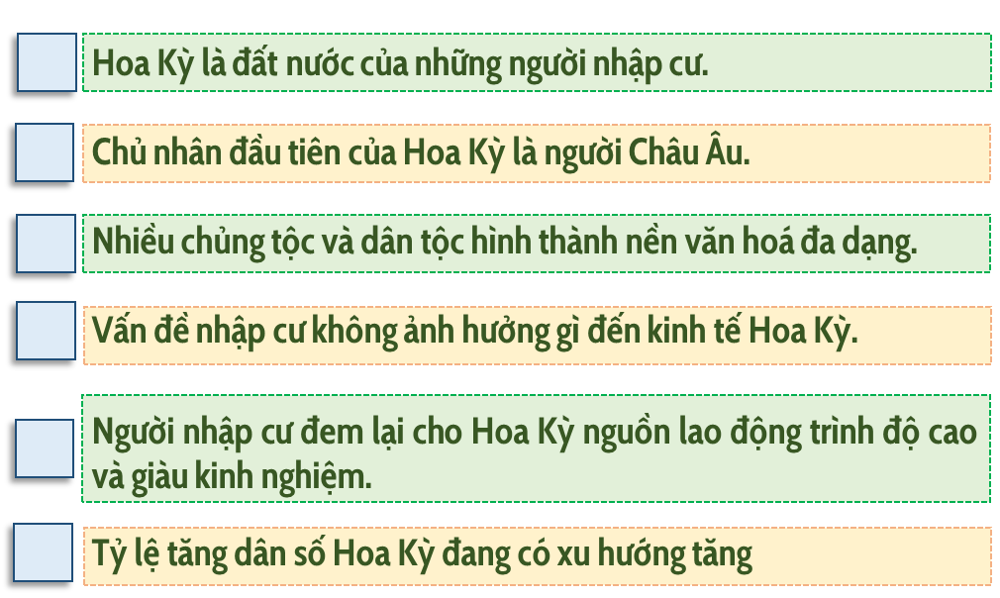 Hoa Kỳ là đất nước của những người nhập cư.
Chủ nhân đầu tiên của Hoa Kỳ là người Châu Âu.
Nhiều chủng tộc và dân tộc hình thành nền văn hoá đa dạng.
Vấn đề nhập cư không ảnh hưởng gì đến kinh tế Hoa Kỳ.
Người nhập cư đem lại cho Hoa Kỳ nguồn lao động trình độ cao
và giàu kinh nghiệm.
Tỷ lệ tăng dân số Hoa Kỳ đang có xu hướng tăng